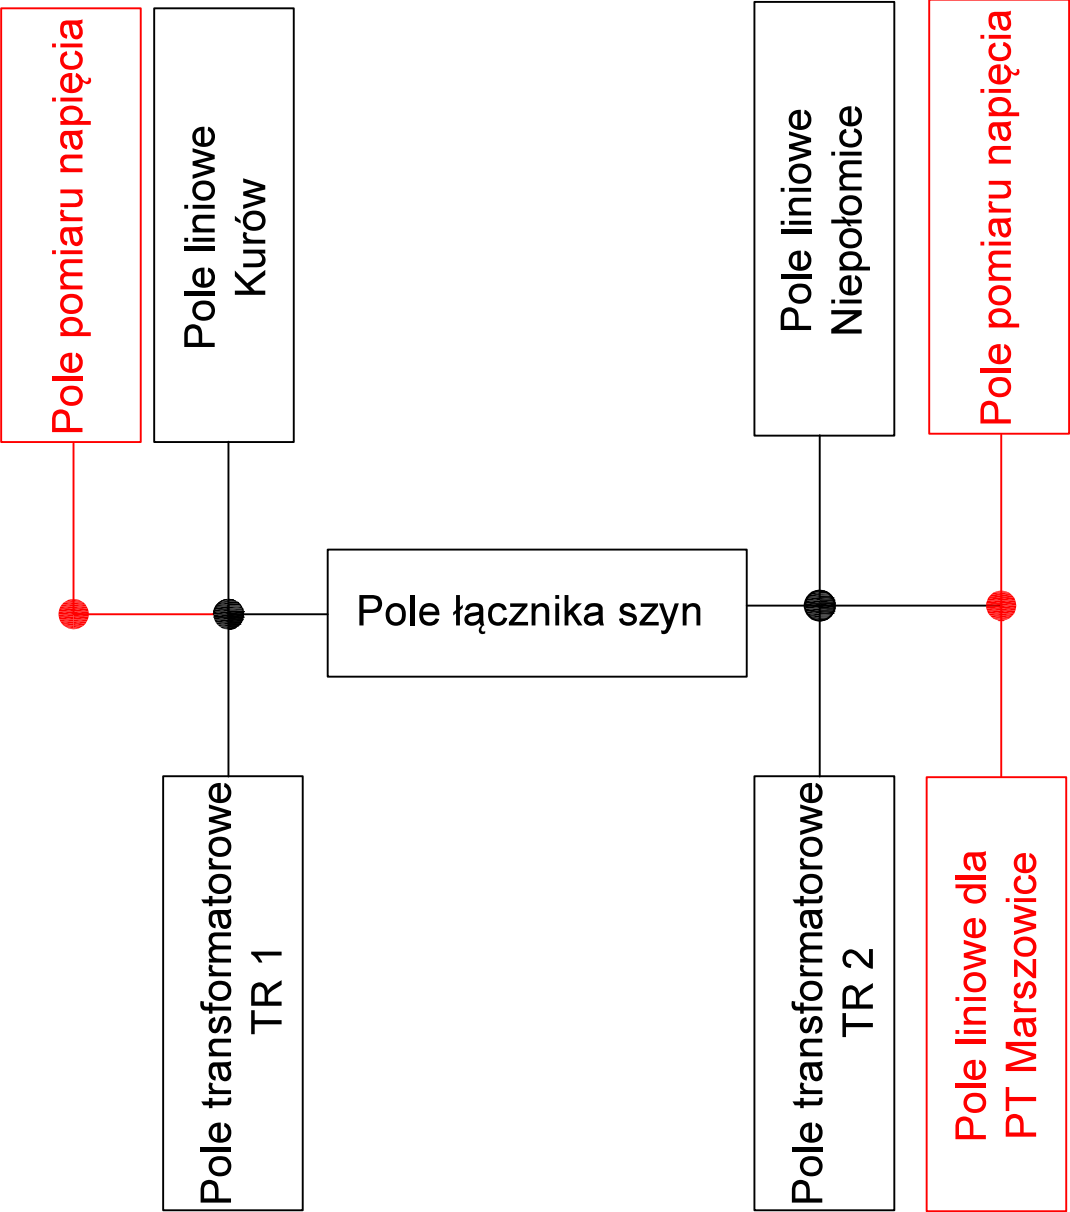 Pole pomiaru napięcia
Pole liniowe
Kurów
Pole liniowe
Niepołomice
Pole pomiaru napięcia
Pole łącznika szyn
Pole transformatorowe
TR 1
Pole transformatorowe
TR 2
Pole liniowe dla
PT Marszowice